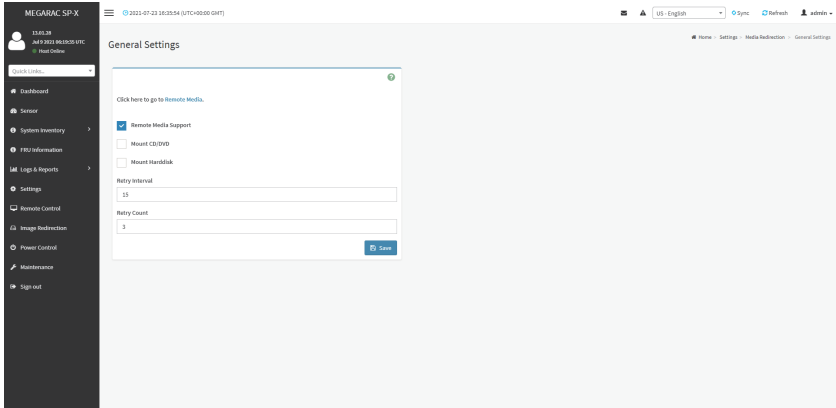 MEGARAC SP-X
2021-07-23 16:35:54 (UTC+00:00 GMT)
US - English
Sync
Refresh
admin
13.01.28
Jul 9 2021 06:19:35 UTC
Host Online
Quick Links..
Dashboard
Sensor
System Inventory
FRU Information
Logs & Reports
Settings
Remote Control
Image Redirection
Power Control
Maintenance
Sign out
General Settings
Home > Settings > Media Redirection > General Settings
Click here to go to Remote Media.
Remote Media Support
Mount CD/DVD
Mount Harddisk
Retry Interval
15
Retry Count
3
Save